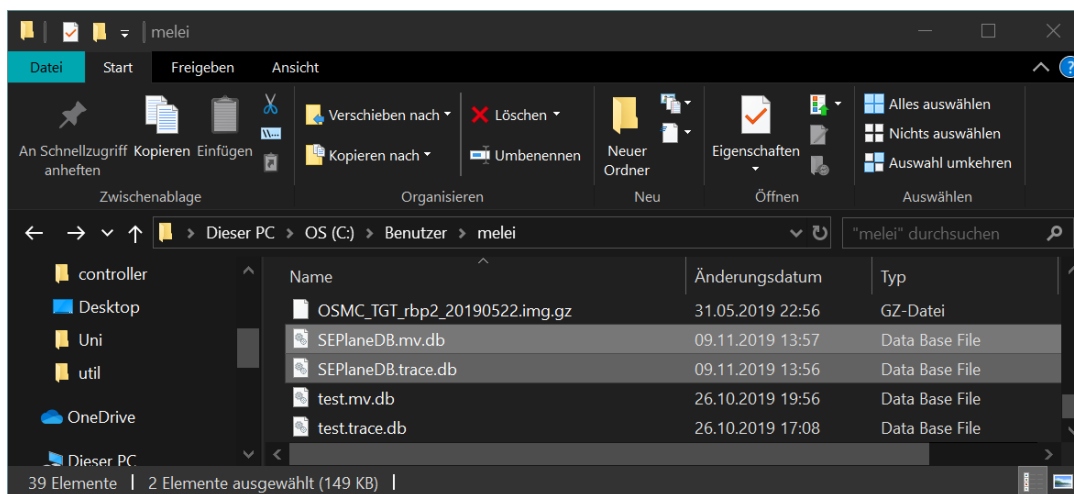 melei
Datei Start Freigeben Ansicht
An Schnellzugriff anheften
Kopieren
Einfügen
Zwischenablage
Verschieben nach
Kopieren nach
Löschen
Umbenennen
Organisieren
Neuer Ordner
Neu
Eigenschaften
Öffnen
Alles auswählen
Nichts auswählen
Auswahl umkehren
Auswählen
Dieser PC > OS (C:) > Benutzer > melei
"melei" durchsuchen
controller
Desktop
Uni
util
OneDrive
Dieser PC
Name Änderungsdatum Typ
OSMC_TGT_rbp2_20190522.img.gz 31.05.2019 22:56 GZ-Datei
SEPlaneDB.mv.db 09.11.2019 13:57 Data Base File
SEPlaneDB.trace.db 09.11.2019 13:56 Data Base File
test.mv.db 26.10.2019 19:56 Data Base File
test.trace.db 26.10.2019 17:08 Data Base File
39 Elemente | 2 Elemente ausgewählt (149 KB) |